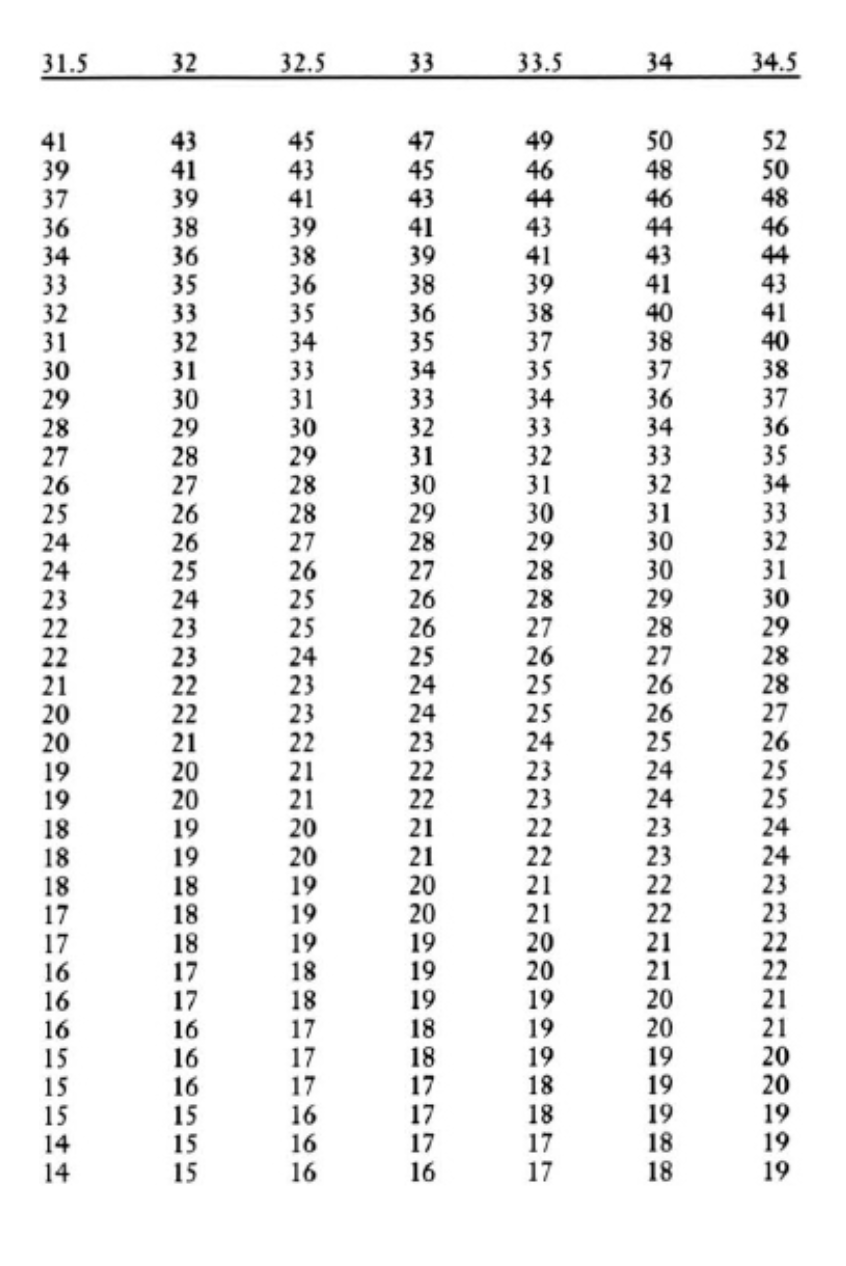 31.5 32 32.5 33 33.5 34 34.5
41 43 45 47 49 50 52
39 41 43 45 46 48 50
37 39 41 43 44 46 48
36 38 39 41 43 44 46
34 36 38 39 41 43 44
33 35 36 38 39 41 43
32 33 35 36 38 40 41
31 32 34 35 37 38 40
30 31 33 34 35 37 38
29 30 31 33 34 36 37
28 29 30 32 33 34 36
27 28 29 31 32 33 35
26 27 28 30 31 32 34
25 26 28 29 30 31 33
24 26 27 28 29 30 32
24 25 26 27 28 30 31
23 24 25 26 28 29 30
22 23 25 26 27 28 29
22 23 24 25 26 27 28
21 22 23 24 25 26 28
20 22 23 24 25 26 27
20 21 22 23 24 25 26
19 20 21 22 23 24 25
19 20 21 22 23 24 25
18 19 20 21 22 23 24
18 19 20 21 22 23 24
18 18 19 20 21 22 23
17 18 19 20 21 22 23
17 18 19 19 20 21 22
16 17 18 19 20 21 22
16 17 18 19 19 20 21
16 16 17 18 19 20 21
15 16 17 18 19 19 20
15 16 17 17 18 19 20
15 15 16 17 18 19 19
14 15 16 17 17 18 19
14 15 16 16 17 18 19